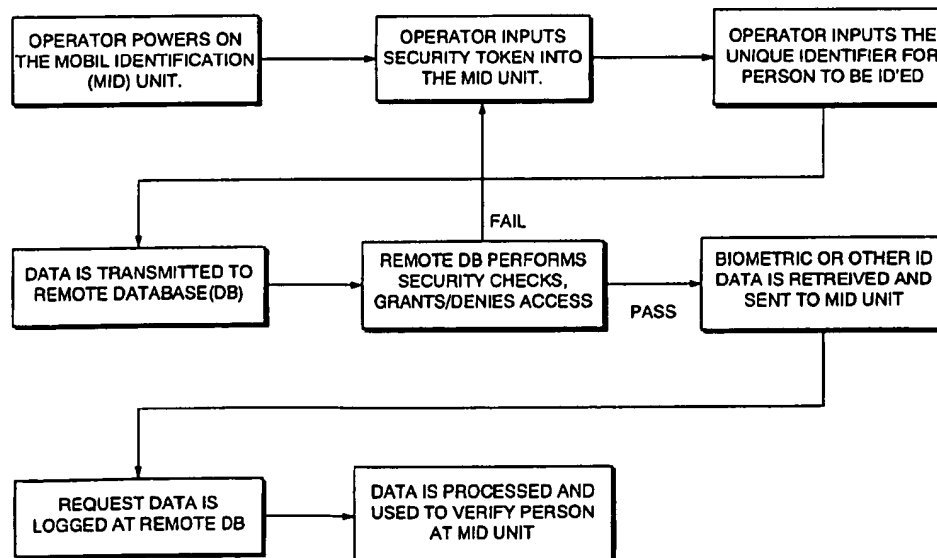 OPERATOR POWERS ON
THE MOBIL IDENTIFICATION
(MID) UNIT.
OPERATOR INPUTS
SECURITY TOKEN INTO
THE MID UNIT.
OPERATOR INPUTS THE
UNIQUE IDENTIFIER FOR
PERSON TO BE ID'ED
DATA IS TRANSMITTED TO
REMOTE DATABASE(DB)
FAIL
REMOTE DB PERFORMS
SECURITY CHECKS,
GRANTS/DENIES ACCESS
PASS
BIOMETRIC OR OTHER ID
DATA IS RETREIVED AND
SENT TO MID UNIT
REQUEST DATA IS
LOGGED AT REMOTE DB
DATA IS PROCESSED AND
USED TO VERIFY PERSON
AT MID UNIT